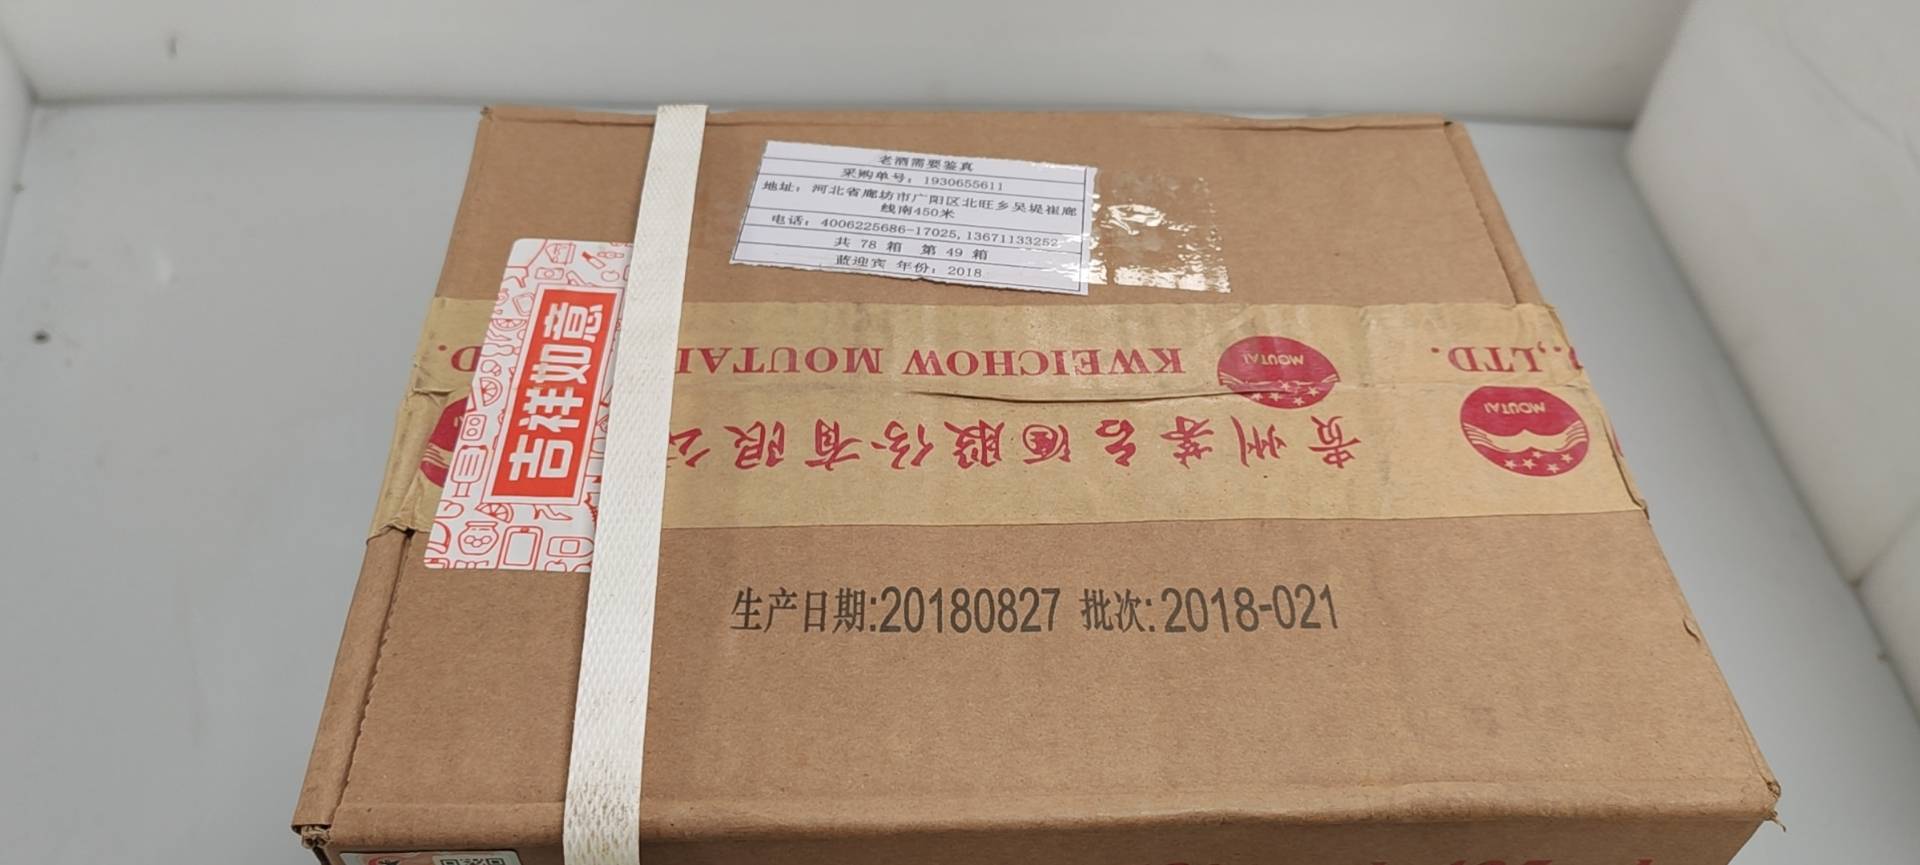 老酒需要鉴真
采购单号：1930655611
地址：河北省廊坊市广阳区北旺乡吴堤崔廊
线南450米
电话：4006225686-17025,13671133252
共 78 箱 第 49 箱
蓝迎宾 年份：2018
吉祥如意
D.
KWEICHOW MOUTAI
MOUTAI
.,LTD.
贵州茅台酒股份有限公
MOUTAI
生产日期:20180827 批次:2018-021